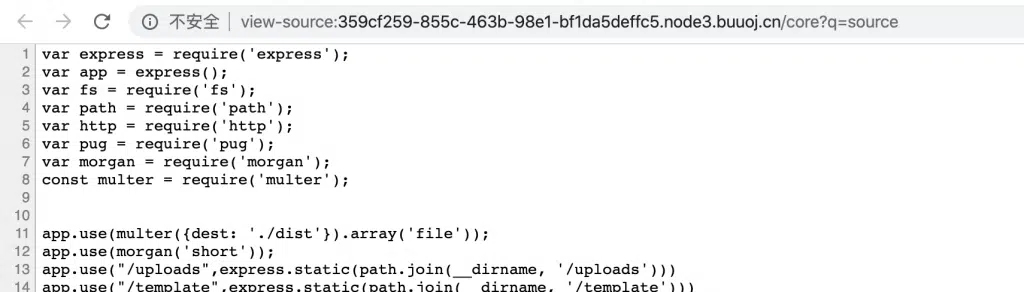 不安全 view-source:359cf259-855c-463b-98e1-bf1da5deffc5.node3.buuoj.cn/core?q=source
1 var express = require('express');
2 var app = express();
3 var fs = require('fs');
4 var path = require('path');
5 var http = require('http');
6 var pug = require('pug');
7 var morgan = require('morgan');
8 const multer = require('multer');
9
10
11 app.use(multer({dest: './dist'}).array('file'));
12 app.use(morgan('short'));
13 app.use("/uploads",express.static(path.join(__dirname, '/uploads')))
14 app.use("/template",express.static(path.join(__dirname, '/template')))